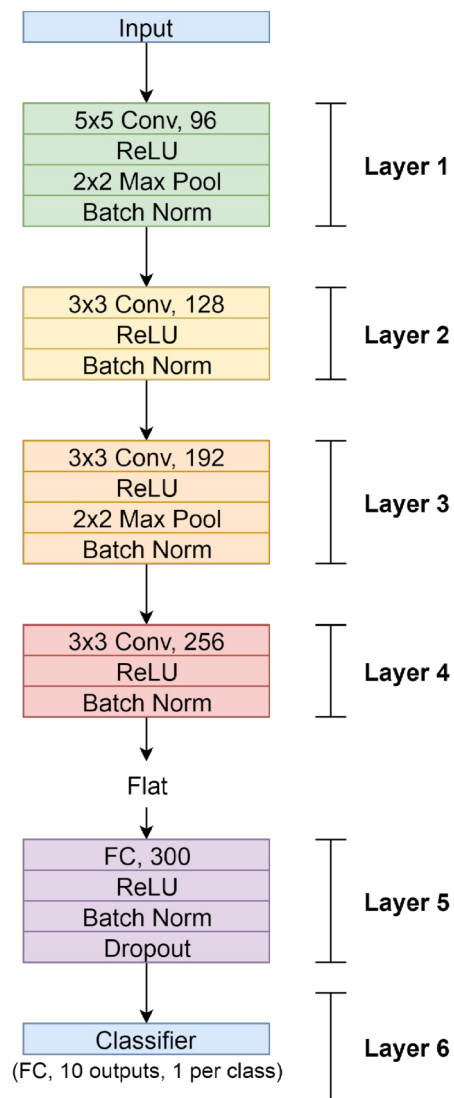 Input
5x5 Conv, 96
ReLU
2x2 Max Pool
Batch Norm
Layer 1
3x3 Conv, 128
ReLU
Batch Norm
Layer 2
3x3 Conv, 192
ReLU
2x2 Max Pool
Batch Norm
Layer 3
3x3 Conv, 256
ReLU
Batch Norm
Layer 4
Flat
FC, 300
ReLU
Batch Norm
Dropout
Layer 5
Classifier
(FC, 10 outputs, 1 per class)
Layer 6